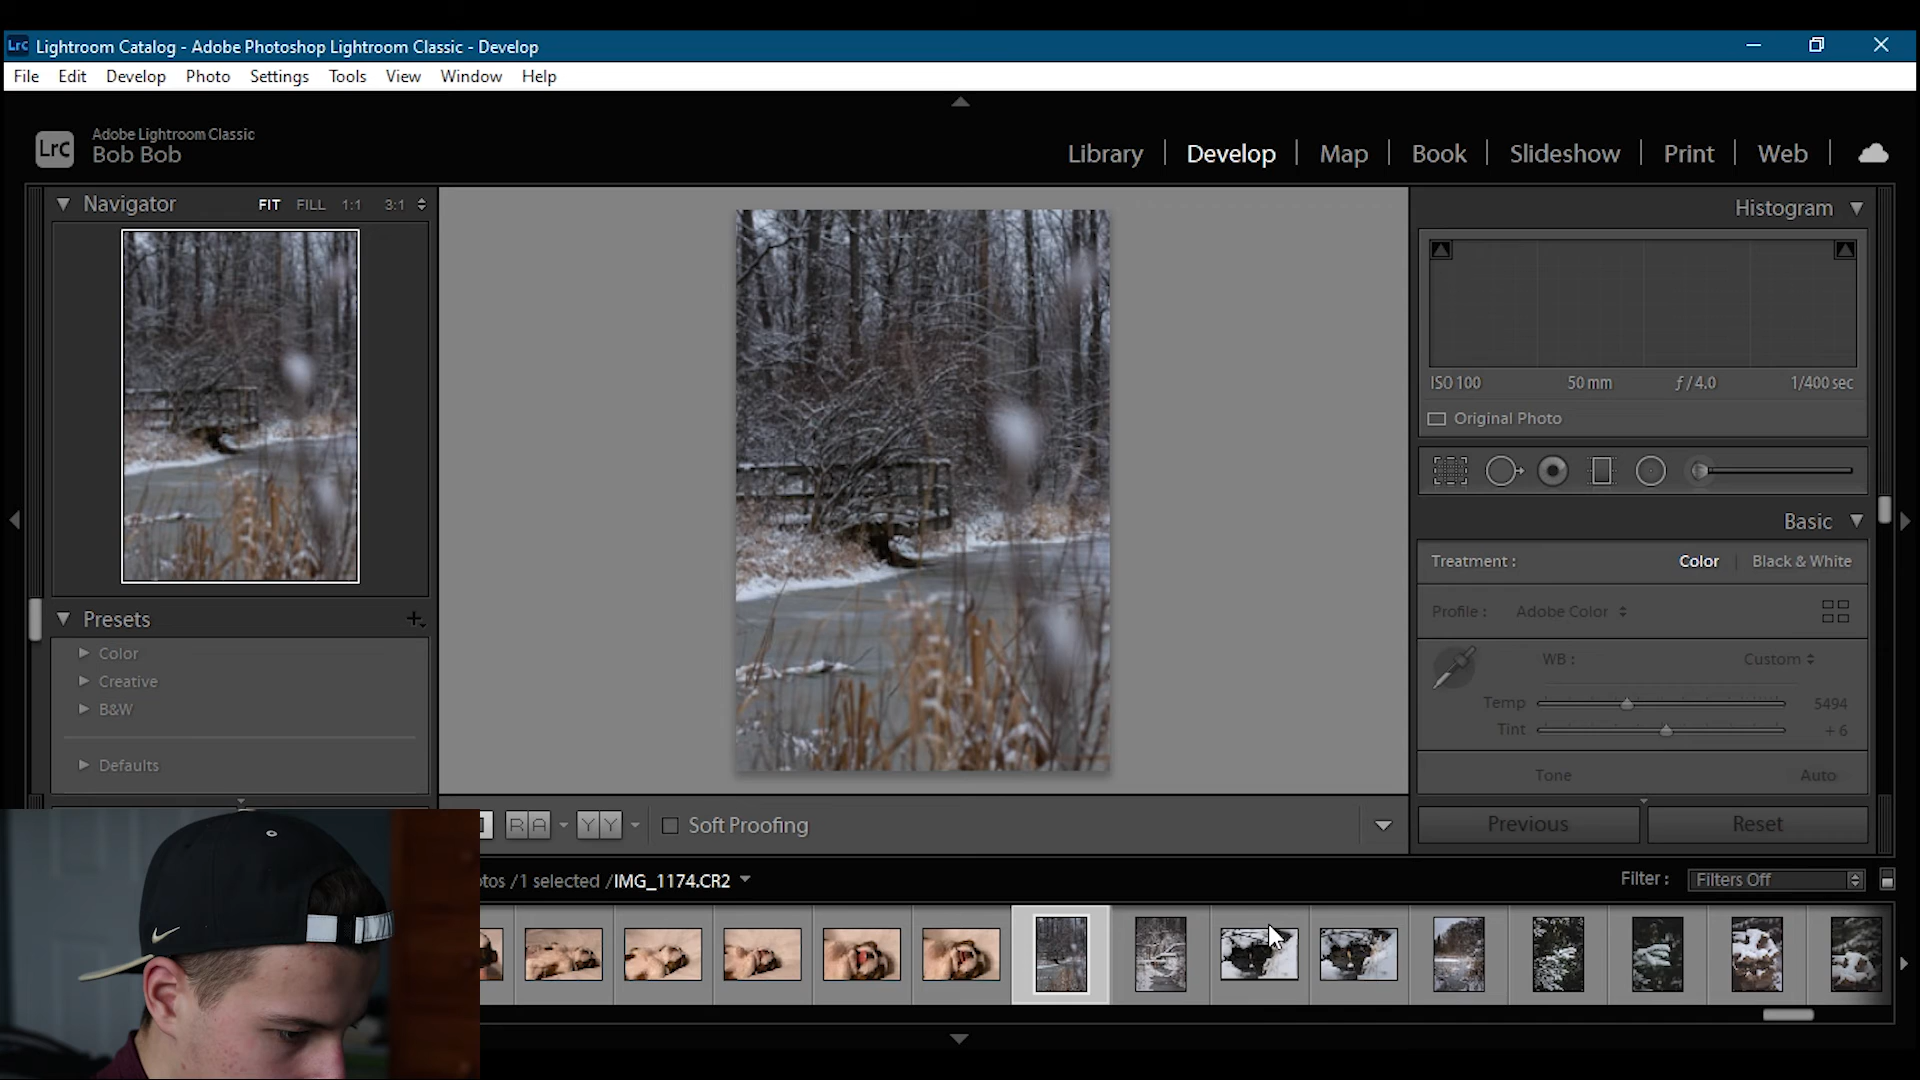 Lrc Lightroom Catalog - Adobe Photoshop Lightroom Classic - Develop
File Edit Develop Photo Settings Tools View Window Help
Lrc
Adobe Lightroom Classic
Bob Bob
Library Develop Map Book Slideshow Print Web
Navigator FIT FILL 1:1 3:1
Histogram
ISO 100 50 mm ƒ / 4.0 1/400 sec
Original Photo
Basic
Treatment : Color Black & White
Profile : Adobe Color
WB : Custom
Temp 5494
Tint + 6
Tone Auto
Presets
Color
Creative
B&W
Defaults
R A Y Y Soft Proofing
Previous Reset
otos /1 selected /IMG_1174.CR2
Filter : Filters Off